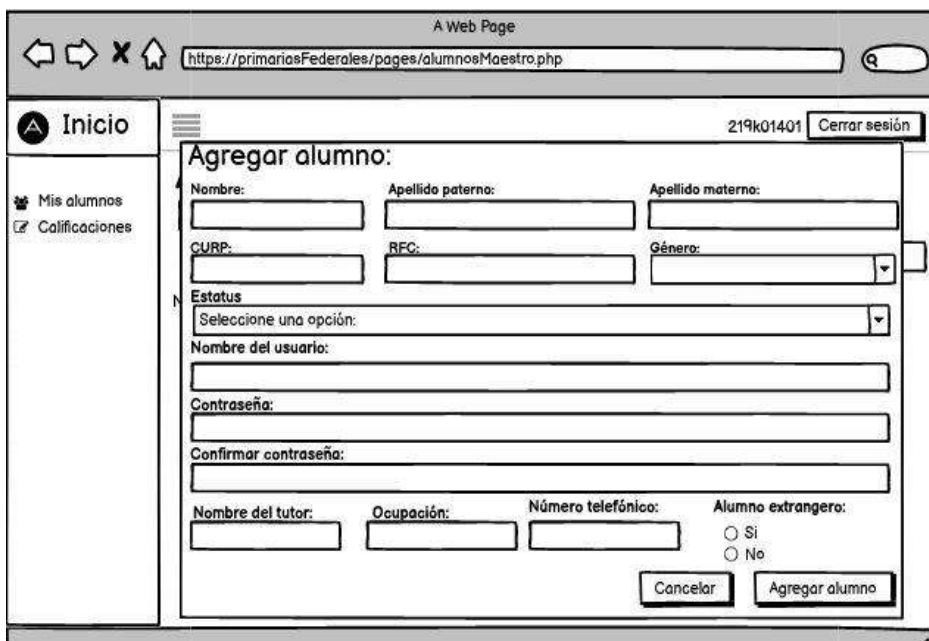 A Web Page
https://primariasFederales/pages/alumnosMaestro.php
A Inicio
219k01401 Cerrar sesión
Mis alumnos
Calificaciones
Agregar alumno:
Nombre: Apellido paterno: Apellido materno:
CURP: RFC: Género:
N
Estatus
Seleccione una opción:
Nombre del usuario:
Contraseña:
Confirmar contraseña:
Nombre del tutor: Ocupación: Número telefónico: Alumno extrangero:
Si
No
Cancelar Agregar alumno